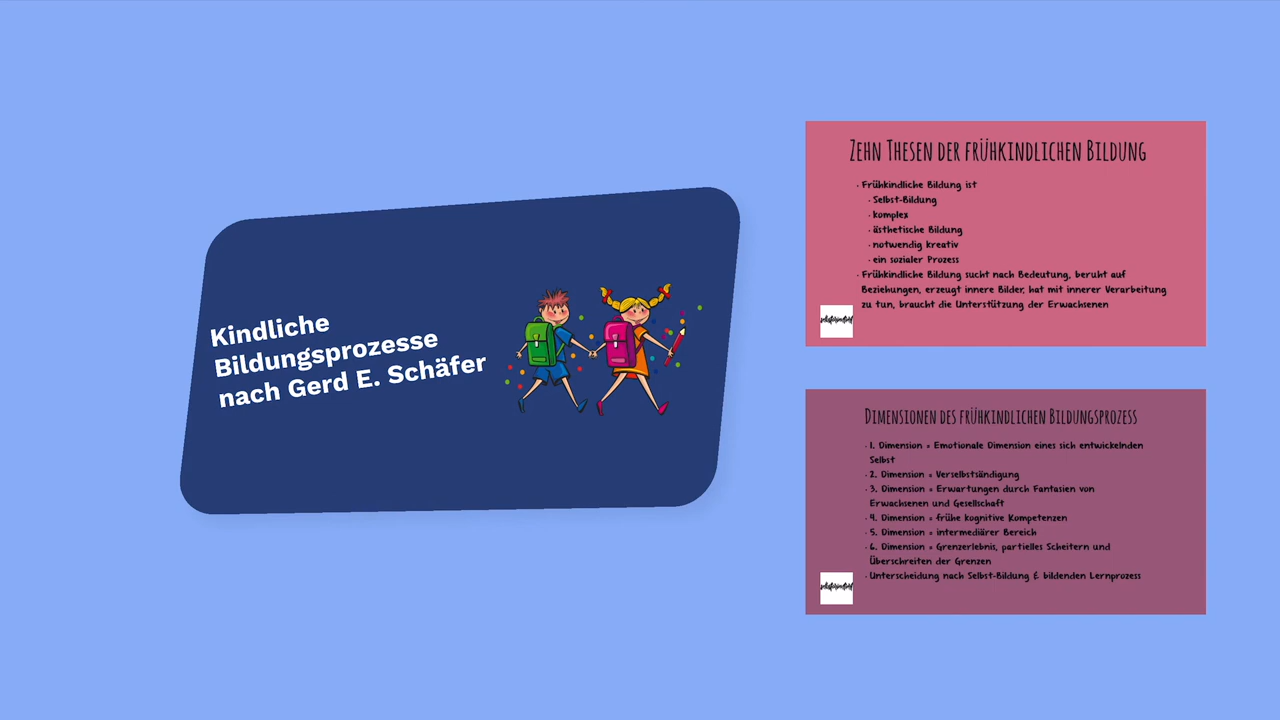 Kindliche
Bildungsprozesse
nach Gerd E. Schäfer
Zehn Thesen der frühkindlichen Bildung
· Frühkindliche Bildung ist
· Selbst-Bildung
· komplex
· ästhetische Bildung
· notwendig kreativ
· ein sozialer Prozess
· Frühkindliche Bildung sucht nach Bedeutung, beruht auf
Beziehungen, erzeugt innere Bilder, hat mit innerer Verarbeitung
zu tun, braucht die Unterstützung der Erwachsenen
Dimensionen des frühkindlichen Bildungsprozess
· 1. Dimension = Emotionale Dimension eines sich entwickelnden
Selbst
· 2. Dimension = Verselbstständigung
· 3. Dimension = Erwartungen durch Fantasien von
Erwachsenen und Gesellschaft
· 4. Dimension = frühe kognitive Kompetenzen
· 5. Dimension = intermediärer Bereich
· 6. Dimension = Grenzerlebnis, partielles Scheitern und
Überschreiten der Grenzen
· Unterscheidung nach Selbst-Bildung & bildenden Lernprozess